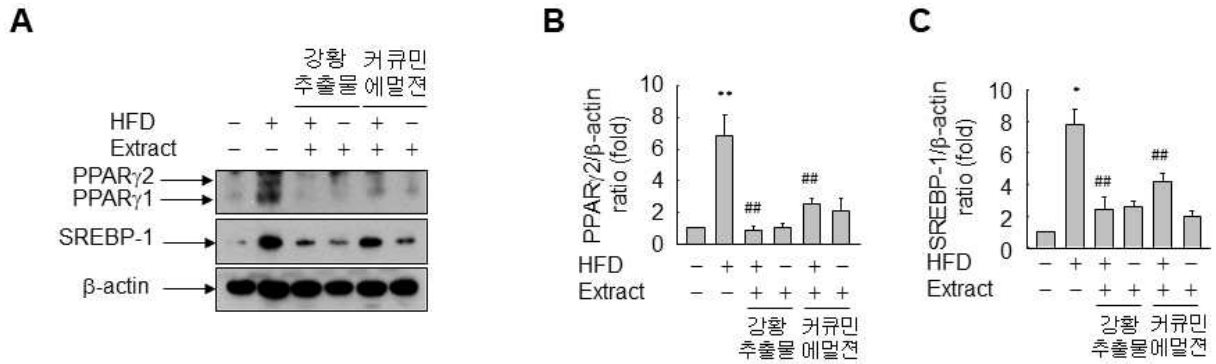 A
강황
추출물
커큐민
에멀젼
HFD − + + − + −
Extract − − + + + +
PPARγ2
PPARγ1
SREBP-1
β-actin
B
PPARγ2/β-actin
ratio (fold)
10
8
6
4
2
0
**
##
##
HFD − + + − + −
Extract − − + + + +
강황
추출물
커큐민
에멀젼
C
SREBP-1/β-actin
ratio (fold)
10
8
6
4
2
0
*
##
##
HFD − + + − + −
Extract − − + + + +
강황
추출물
커큐민
에멀젼